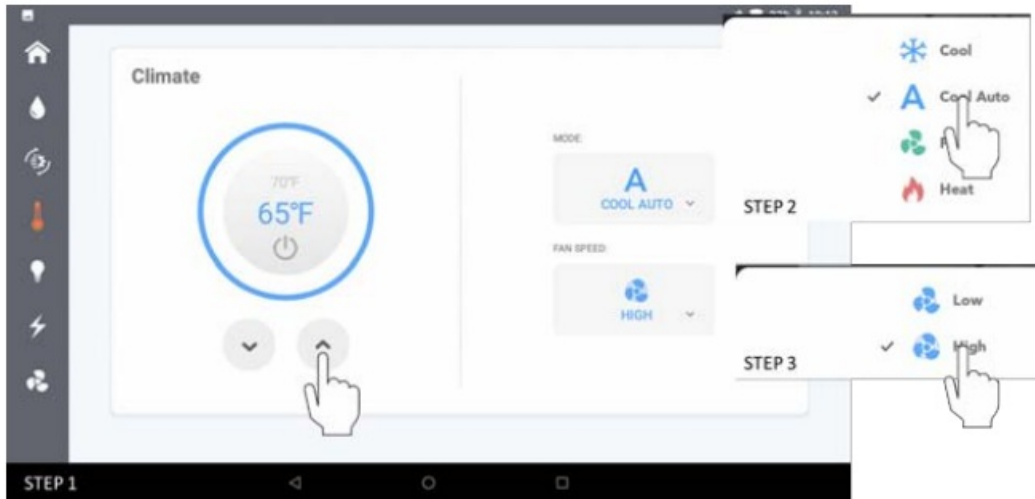 Climate
70°F
65°F
MODE:
A
COOL AUTO
FAN SPEED:
HIGH
STEP 1
Cool
A Cool Auto
Heat
STEP 2
Low
High
STEP 3